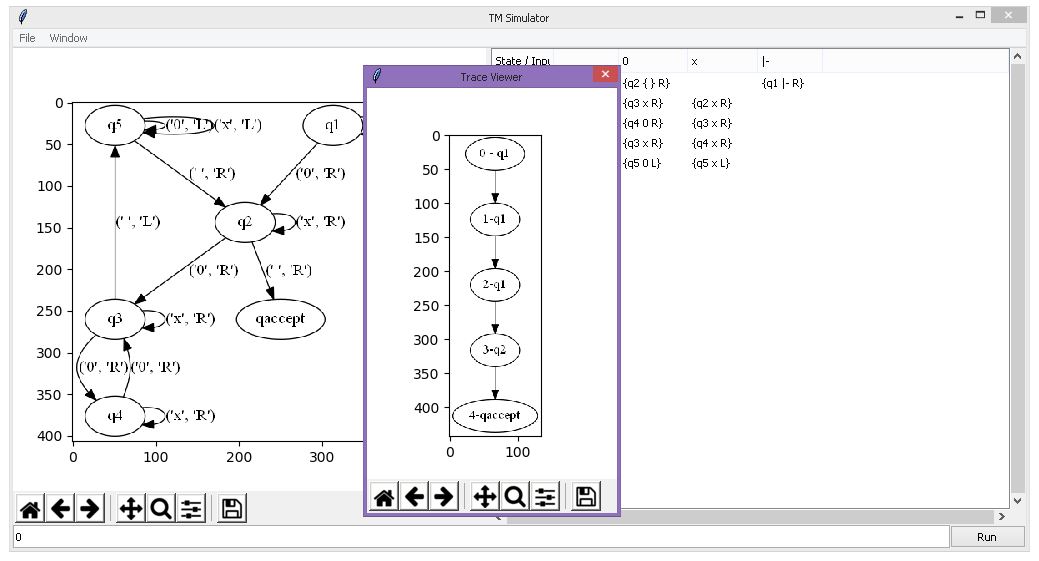 TM Simulator
File Window
State / Inpu 0 x |-
Trace Viewer
{q2 { } R} {q1 |- R}
{q3 x R} {q2 x R}
{q4 0 R} {q3 x R}
{q3 x R} {q4 x R}
{q5 0 L} {q5 x L}
0
50
100
150
200
250
300
350
400
q5 ('0', 'L') ('x', 'L') q1
(' ', 'R') ('0', 'R')
(' ', 'L') q2 ('x', 'R')
('0', 'R') (' ', 'R')
q3 ('x', 'R') qaccept
('0', 'R') ('0', 'R')
q4 ('x', 'R')
0 100 200 300
0
50
100
150
200
250
300
350
400
0 - q1
1-q1
2-q1
3-q2
4-qaccept
0 100
0 Run